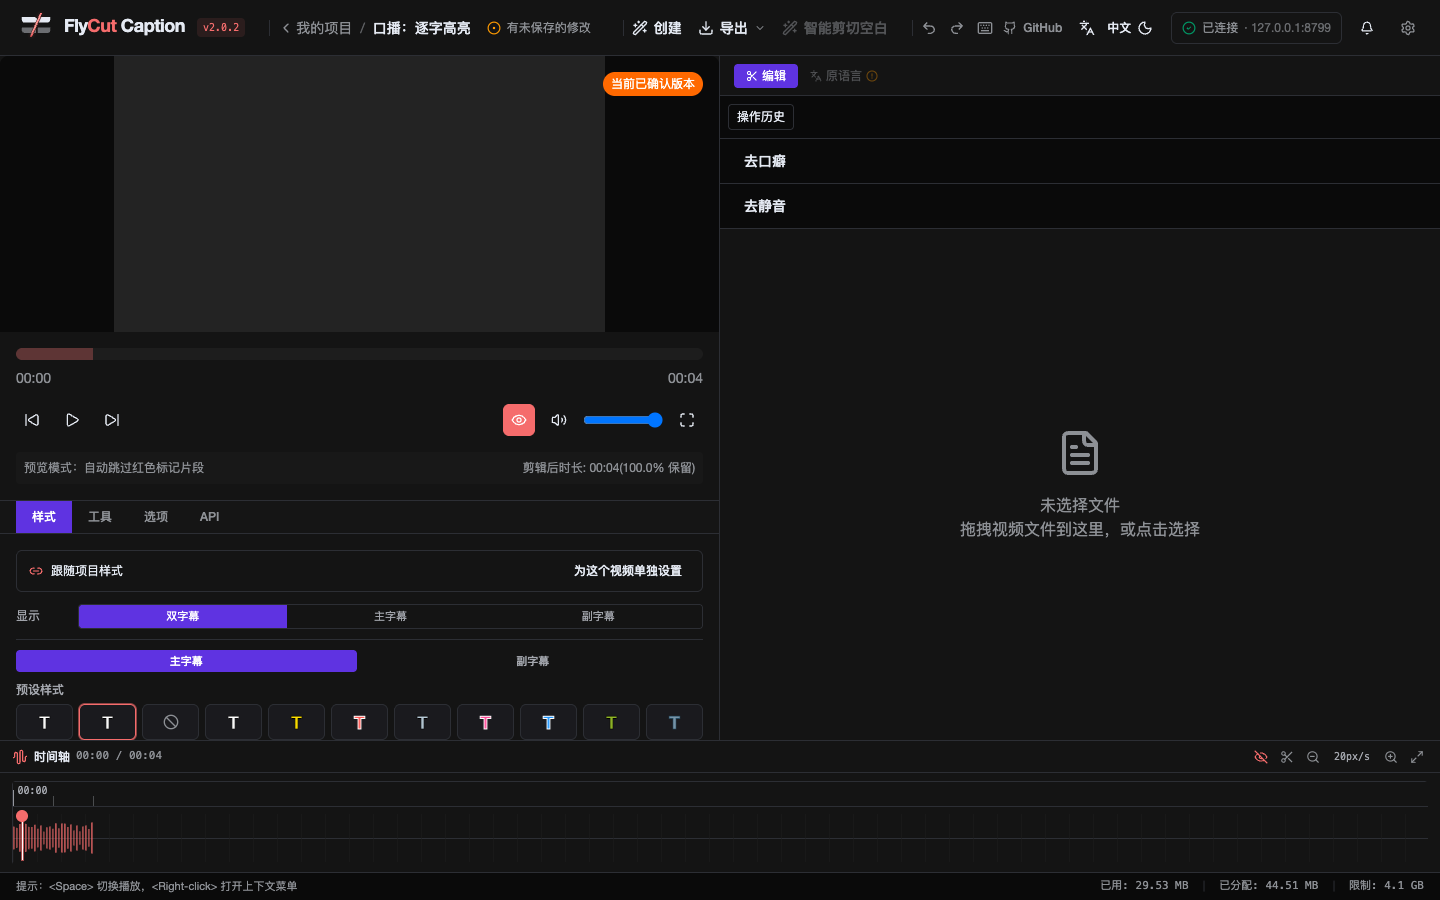 FlyCut Caption v2.0.2 我的项目 / 口播：逐字高亮 有未保存的修改 创建 导出 智能剪切空白 GitHub 中文 已连接 · 127.0.0.1:8799
当前已确认版本
编辑 原语言
操作历史
去口癖
去静音
00:00 00:04
预览模式：自动跳过红色标记片段 剪辑后时长: 00:04(100.0% 保留)
样式 工具 选项 API
跟随项目样式 为这个视频单独设置
显示 双字幕 主字幕 副字幕
主字幕 副字幕
预设样式
T T T T T T T T T T
未选择文件
拖拽视频文件到这里，或点击选择
时间轴 00:00 / 00:04 20px/s
00:00
提示：<Space> 切换播放，<Right-click> 打开上下文菜单 已用: 29.53 MB 已分配: 44.51 MB 限制: 4.1 GB